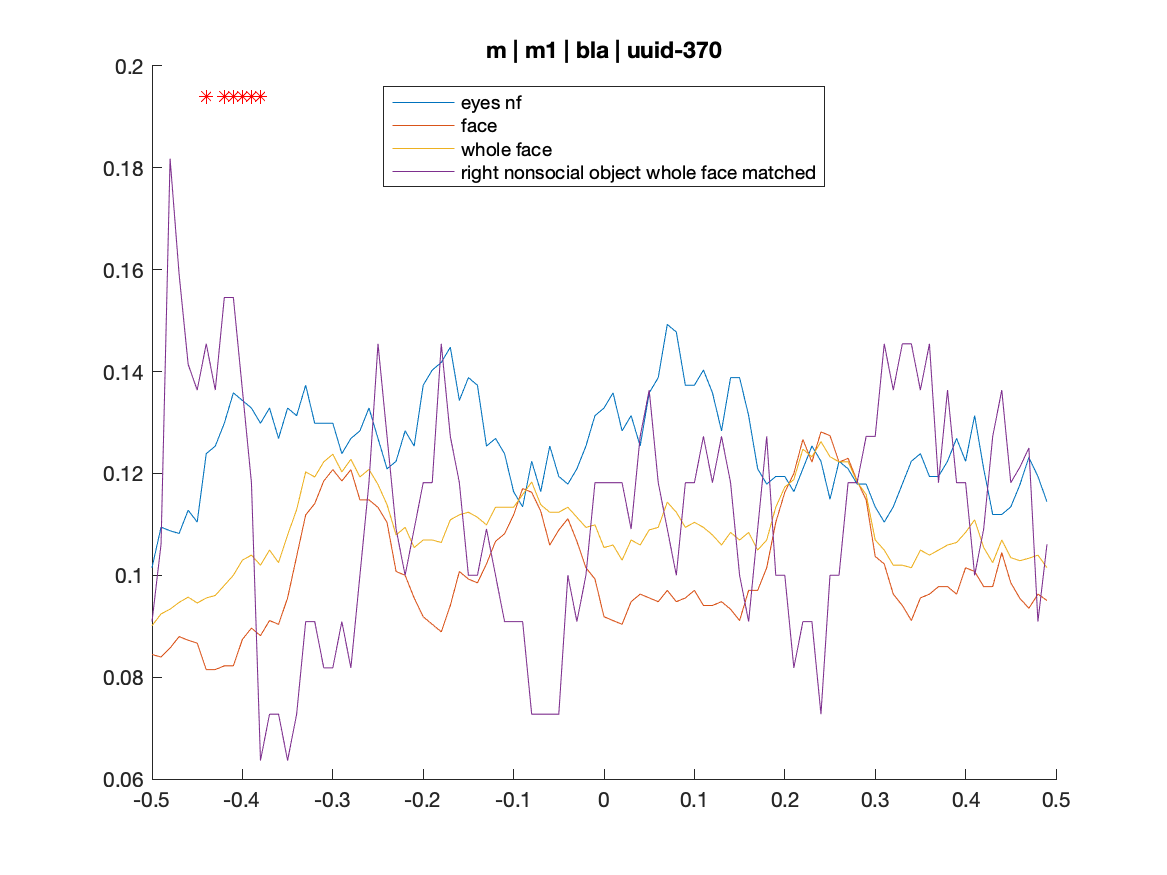 m | m1 | bla | uuid-370
eyes nf
face
whole face
right nonsocial object whole face matched
0.2
0.18
0.16
0.14
0.12
0.1
0.08
0.06
-0.5 -0.4 -0.3 -0.2 -0.1 0 0.1 0.2 0.3 0.4 0.5